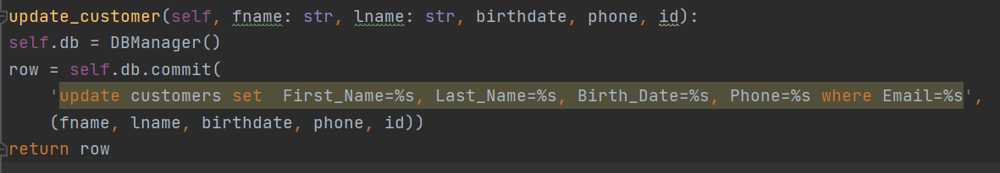 update_customer(self, fname: str, lname: str, birthdate, phone, id):
self.db = DBManager()
row = self.db.commit(
'update customers set  First_Name=%s, Last_Name=%s, Birth_Date=%s, Phone=%s where Email=%s',
(fname, lname, birthdate, phone, id))
return row